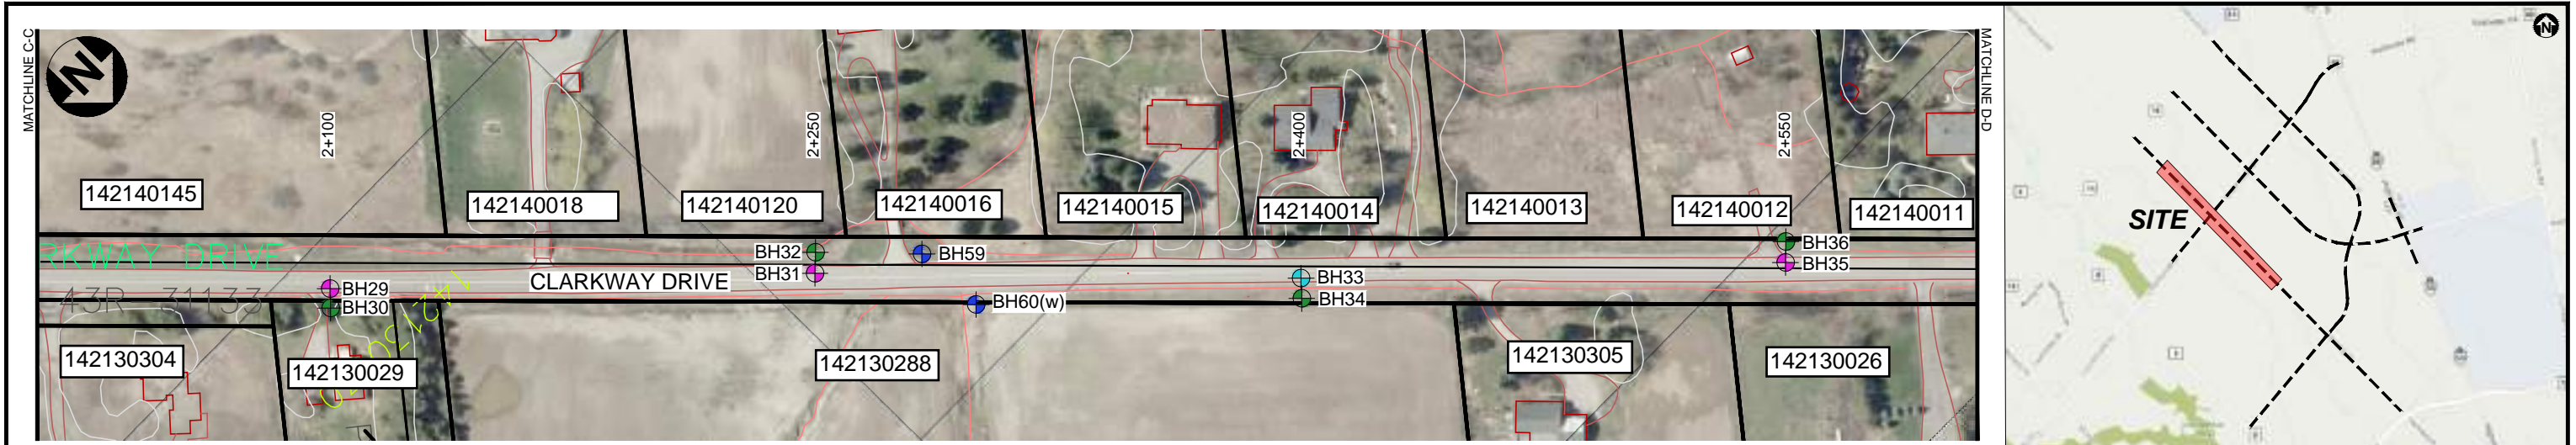 MATCHLINE C-C
N
2+100
2+250
2+400
2+550
MATCHLINE D-D
142140145
142140018
142140120
142140016
142140015
142140014
142140013
142140012
142140011
RKWAY DRIVE
BH32
BH59
BH36
BH31
CLARKWAY DRIVE
BH33
BH35
BH29
BH30
43R-31133
BH60(w)
BH34
142130304
142130029
142130288
142130305
142130026
N
SITE